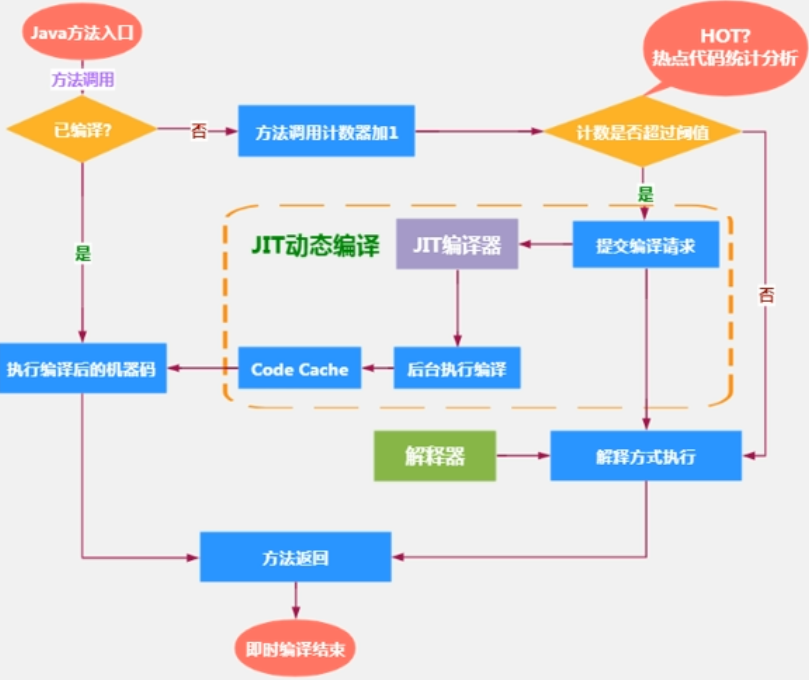 Java方法入口
HOT?
热点代码统计分析
方法调用
已编译?
否
方法调用计数器加1
计数是否超过阈值
是
JIT动态编译
JIT编译器
提交编译请求
是
否
执行编译后的机器码
Code Cache
后台执行编译
解释器
解释方式执行
方法返回
即时编译结束